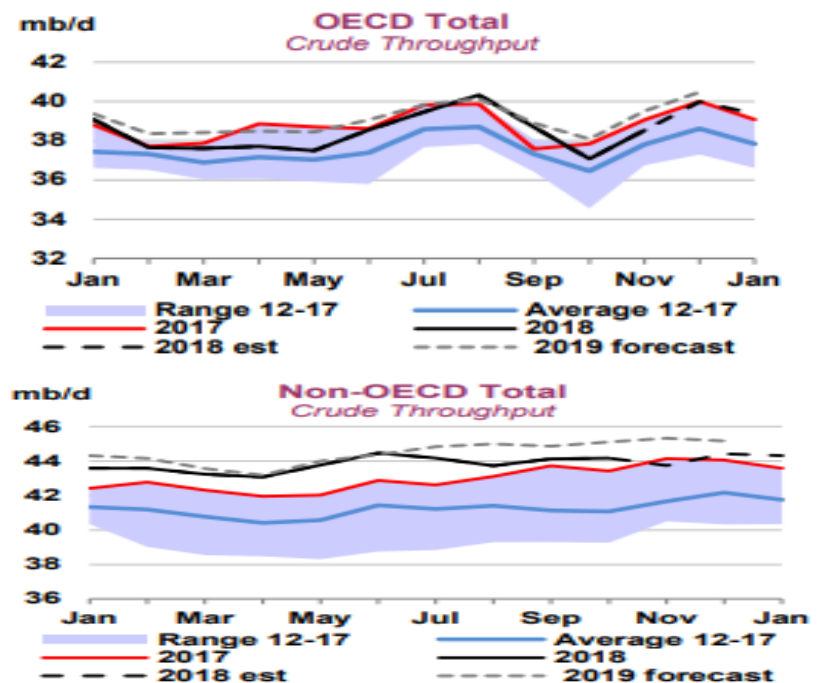 mb/d
OECD Total
Crude Throughput
42
40
38
36
34
32
Jan Mar May Jul Sep Nov Jan
Range 12-17 Average 12-17
2017 2018
2018 est 2019 forecast
mb/d
Non-OECD Total
Crude Throughput
46
44
42
40
38
36
Jan Mar May Jul Sep Nov Jan
Range 12-17 Average 12-17
2017 2018
2018 est 2019 forecast